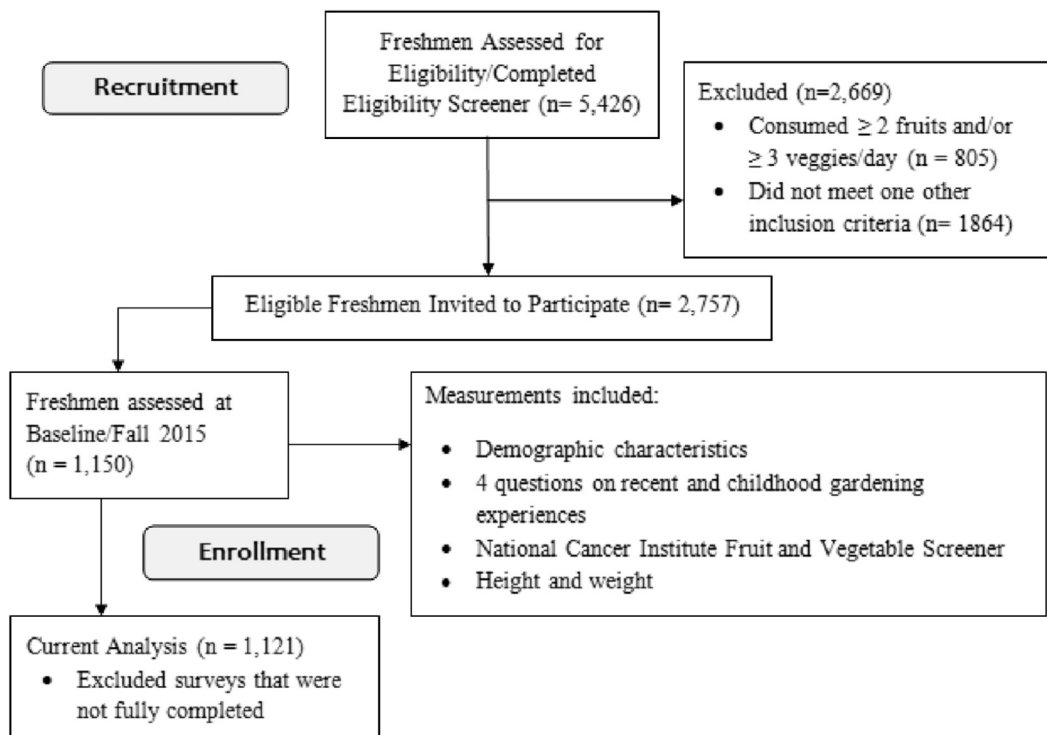 Freshmen Assessed for
Eligibility/Completed
Eligibility Screener (n= 5,426)
Recruitment
Excluded (n=2,669)
• Consumed ≥ 2 fruits and/or
≥ 3 veggies/day (n = 805)
• Did not meet one other
inclusion criteria (n= 1864)
Eligible Freshmen Invited to Participate (n= 2,757)
Freshmen assessed at
Baseline/Fall 2015
(n = 1,150)
Measurements included:
• Demographic characteristics
• 4 questions on recent and childhood gardening
experiences
• National Cancer Institute Fruit and Vegetable Screener
• Height and weight
Enrollment
Current Analysis (n = 1,121)
• Excluded surveys that were
not fully completed